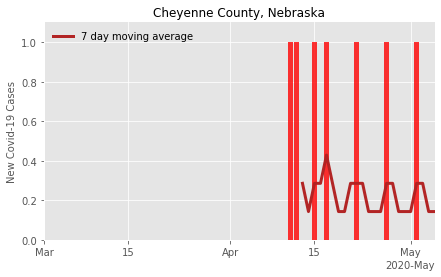 Cheyenne County, Nebraska
7 day moving average
New Covid-19 Cases
1.0
0.8
0.6
0.4
0.2
0.0
Mar 15 Apr 15 May
2020-May